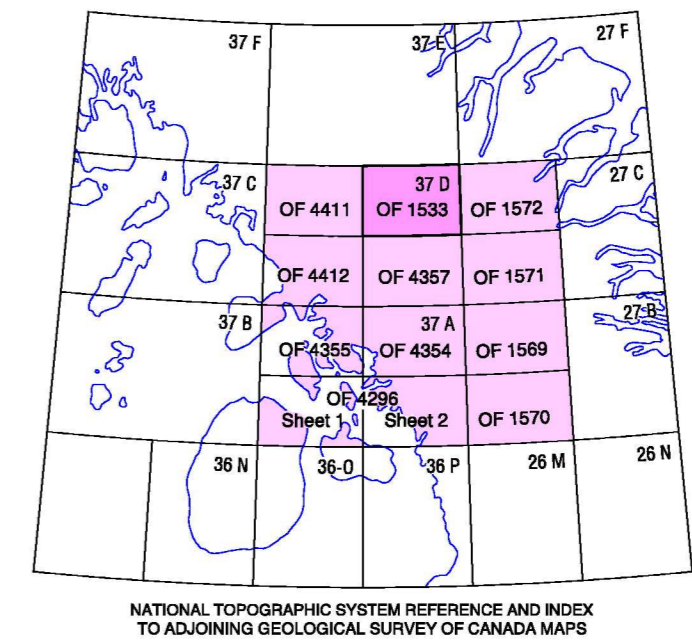 37 F
37 E
27 F
37 C
37 D
27 C
OF 4411
OF 1533
OF 1572
OF 4412
OF 4357
OF 1571
37 B
37 A
27 B
OF 4355
OF 4354
OF 1569
OF 4296
Sheet 1
Sheet 2
OF 1570
36 N
36-O
36 P
26 M
26 N
NATIONAL TOPOGRAPHIC SYSTEM REFERENCE AND INDEX
TO ADJOINING GEOLOGICAL SURVEY OF CANADA MAPS